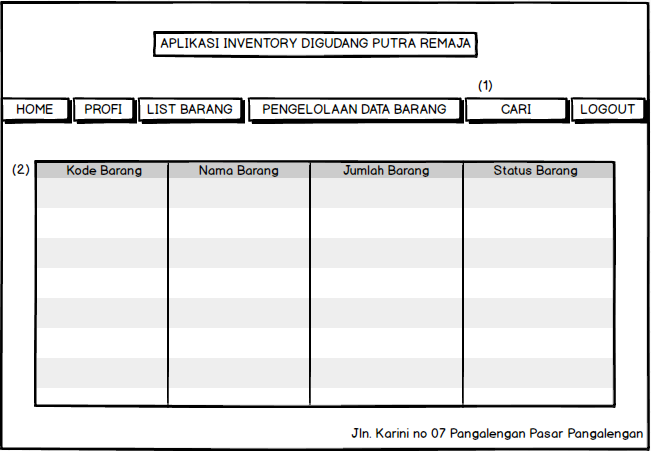 APLIKASI INVENTORY DIGUDANG PUTRA REMAJA
(1)
HOME PROFI LIST BARANG PENGELOLAAN DATA BARANG CARI LOGOUT
(2) Kode Barang Nama Barang Jumlah Barang Status Barang
Jln. Karini no 07 Pangalengan Pasar Pangalengan